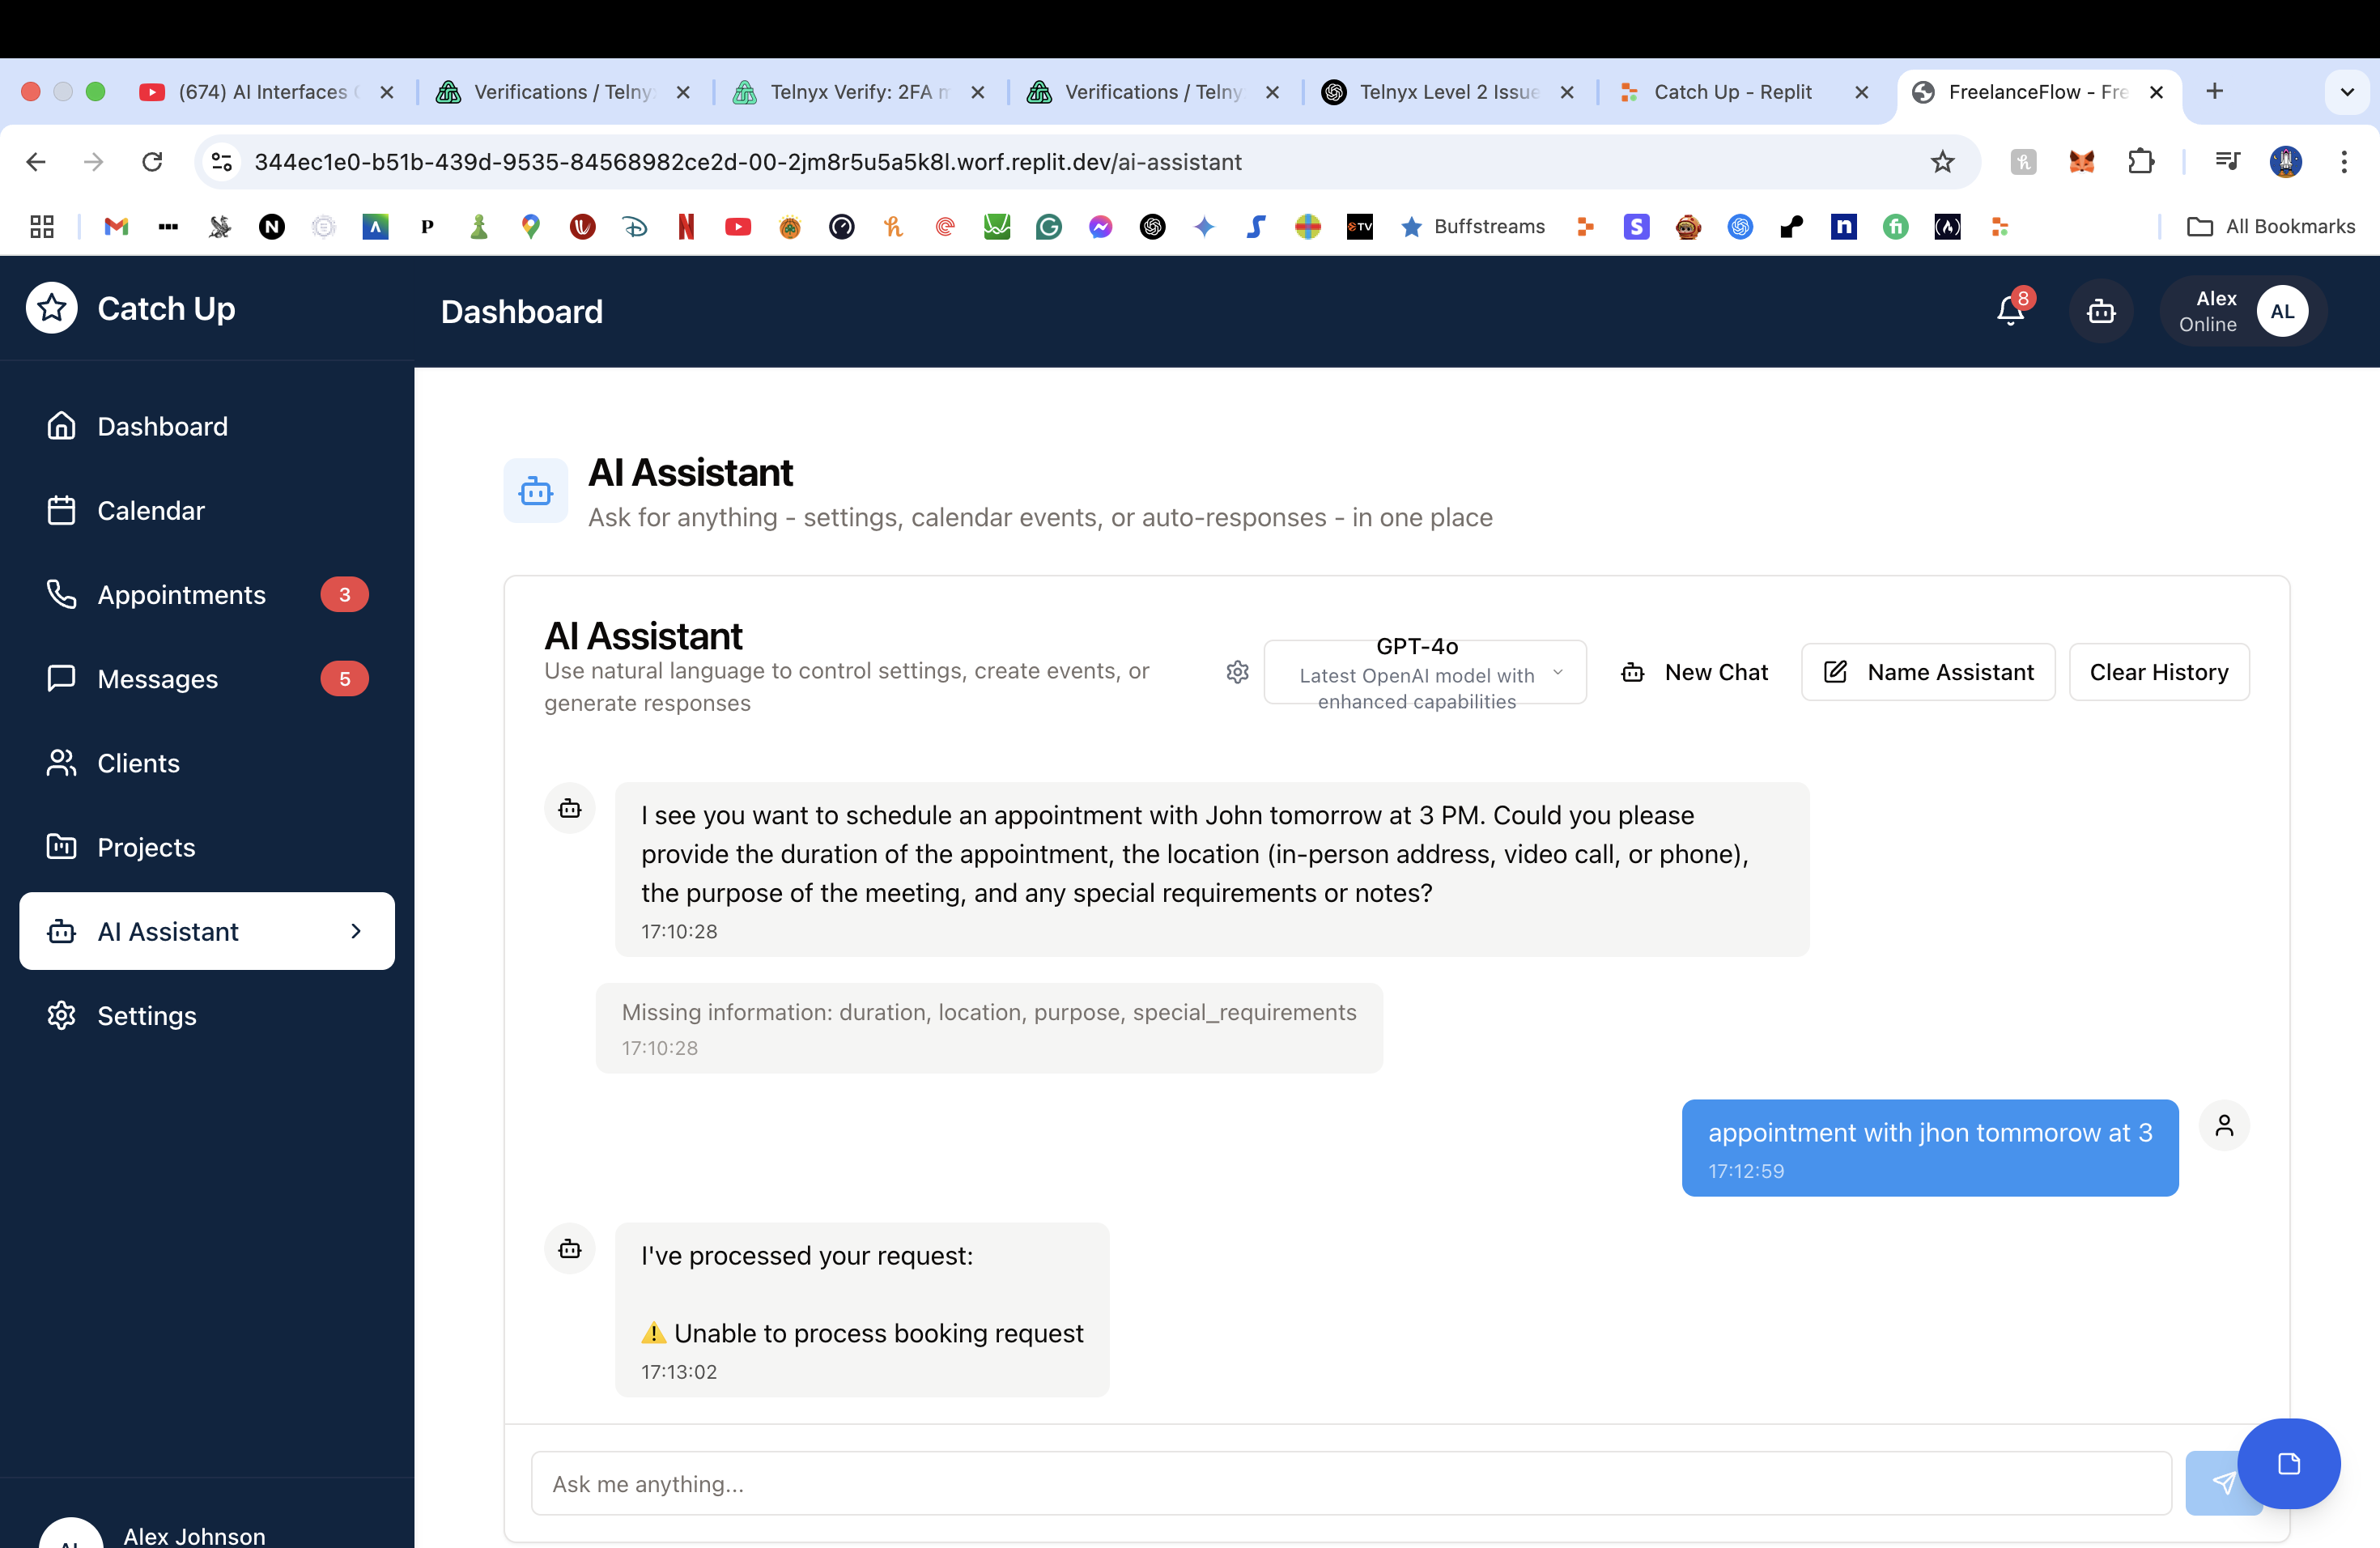 (674) AI Interfaces
Verifications / Telny
Telnyx Verify: 2FA
Verifications / Telny
Telnyx Level 2 Issue
Catch Up - Replit
FreelanceFlow - Fre
344ec1e0-b51b-439d-9535-84568982ce2d-00-2jm8r5u5a5k8l.worf.replit.dev/ai-assistant
Buffstreams
All Bookmarks
Catch Up
Dashboard
8
Alex
Online
AL
Dashboard
Calendar
Appointments 3
Messages 5
Clients
Projects
AI Assistant
Settings
Alex Johnson
AI Assistant
Ask for anything - settings, calendar events, or auto-responses - in one place
AI Assistant
Use natural language to control settings, create events, or
generate responses
GPT-4o
Latest OpenAI model with
enhanced capabilities
New Chat
Name Assistant
Clear History
I see you want to schedule an appointment with John tomorrow at 3 PM. Could you please
provide the duration of the appointment, the location (in-person address, video call, or phone),
the purpose of the meeting, and any special requirements or notes?
17:10:28
Missing information: duration, location, purpose, special_requirements
17:10:28
appointment with jhon tommorow at 3
17:12:59
I've processed your request:
⚠️ Unable to process booking request
17:13:02
Ask me anything...